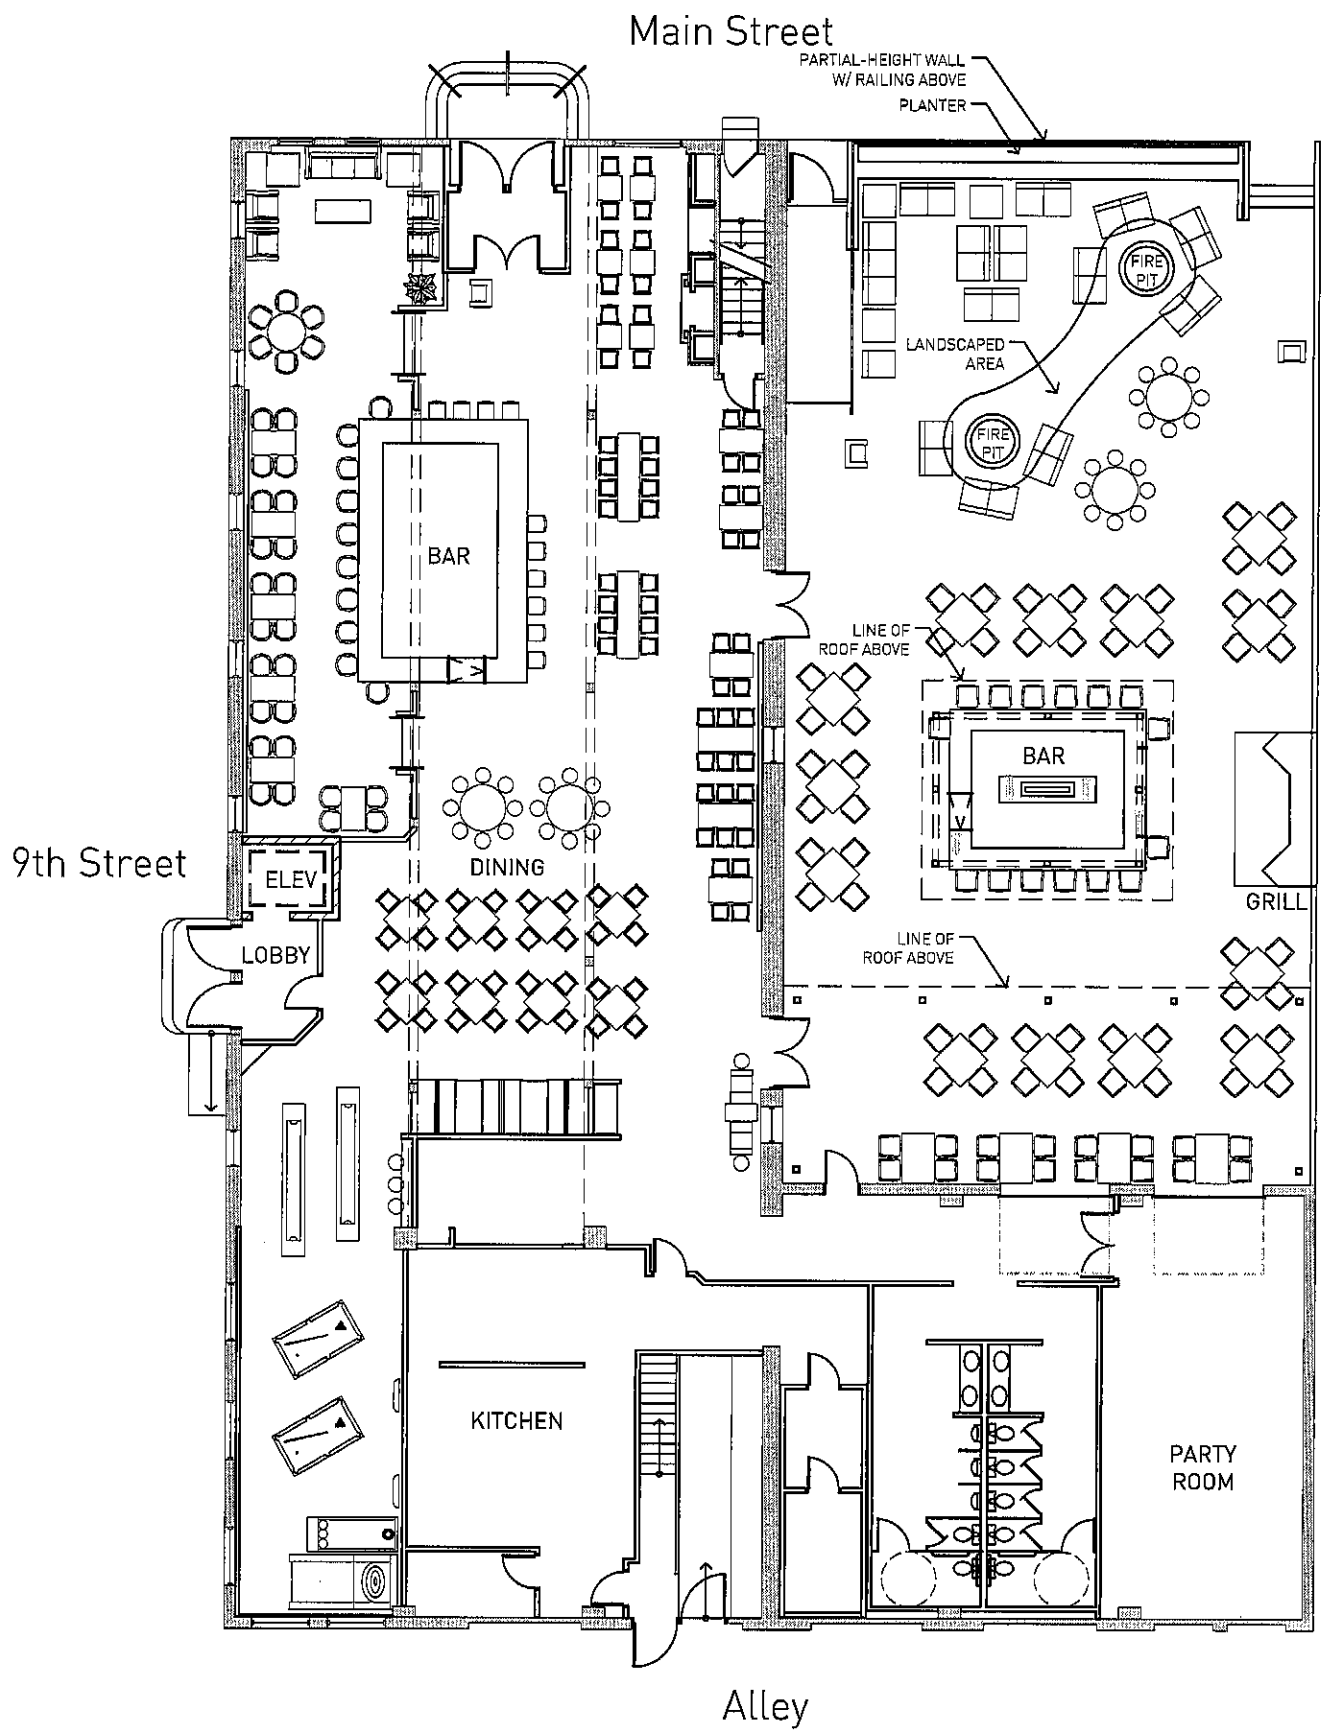 Main Street
PARTIAL-HEIGHT WALL
W/ RAILING ABOVE
PLANTER
FIRE
PIT
LANDSCAPED
AREA
FIRE
PIT
BAR
LINE OF
ROOF ABOVE
BAR
9th Street
DINING
ELEV
GRILL
LOBBY
LINE OF
ROOF ABOVE
KITCHEN
PARTY
ROOM
Alley